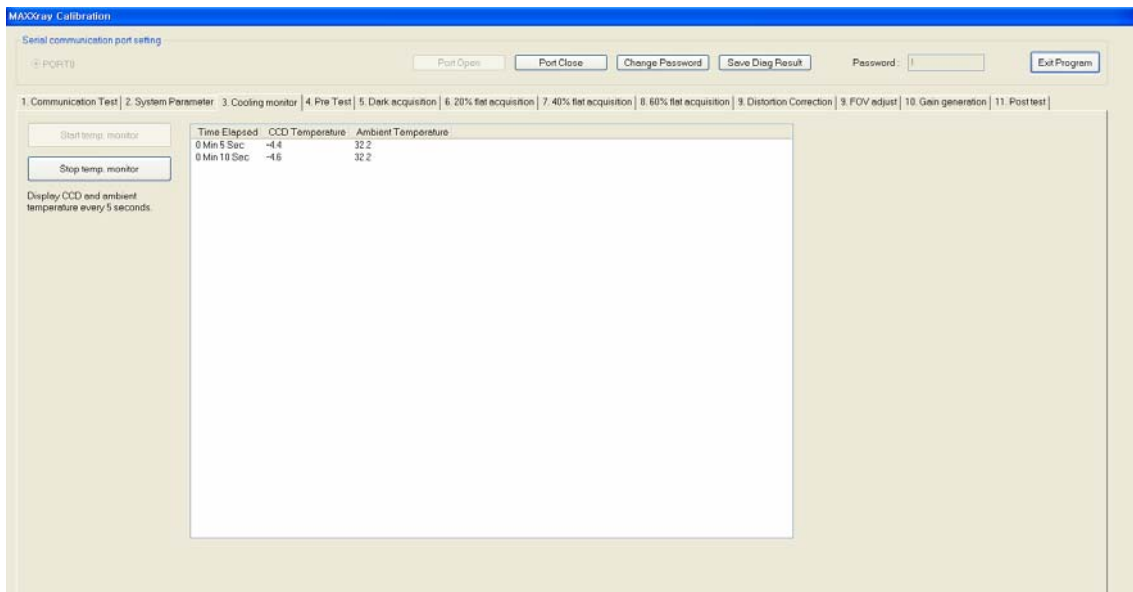 MAXXray Calibration
Serial communication port setting
PORT8 Port Open Port Close Change Password Save Diag Result Password : Exit Program
1. Communication Test 2. System Parameter 3. Cooling monitor 4. Pre Test 5. Dark acquisition 6. 20% flat acquisition 7. 40% flat acquisition 8. 60% flat acquisition 9. Distortion Correction 9. FOV adjust 10. Gain generation 11. Post test
Start temp. monitor
Stop temp. monitor
Display CCD and ambient
temperature every 5 seconds.
Time Elapsed CCD Temperature Ambient Temperature
0 Min 5 Sec -4.4 32.2
0 Min 10 Sec -4.6 32.2